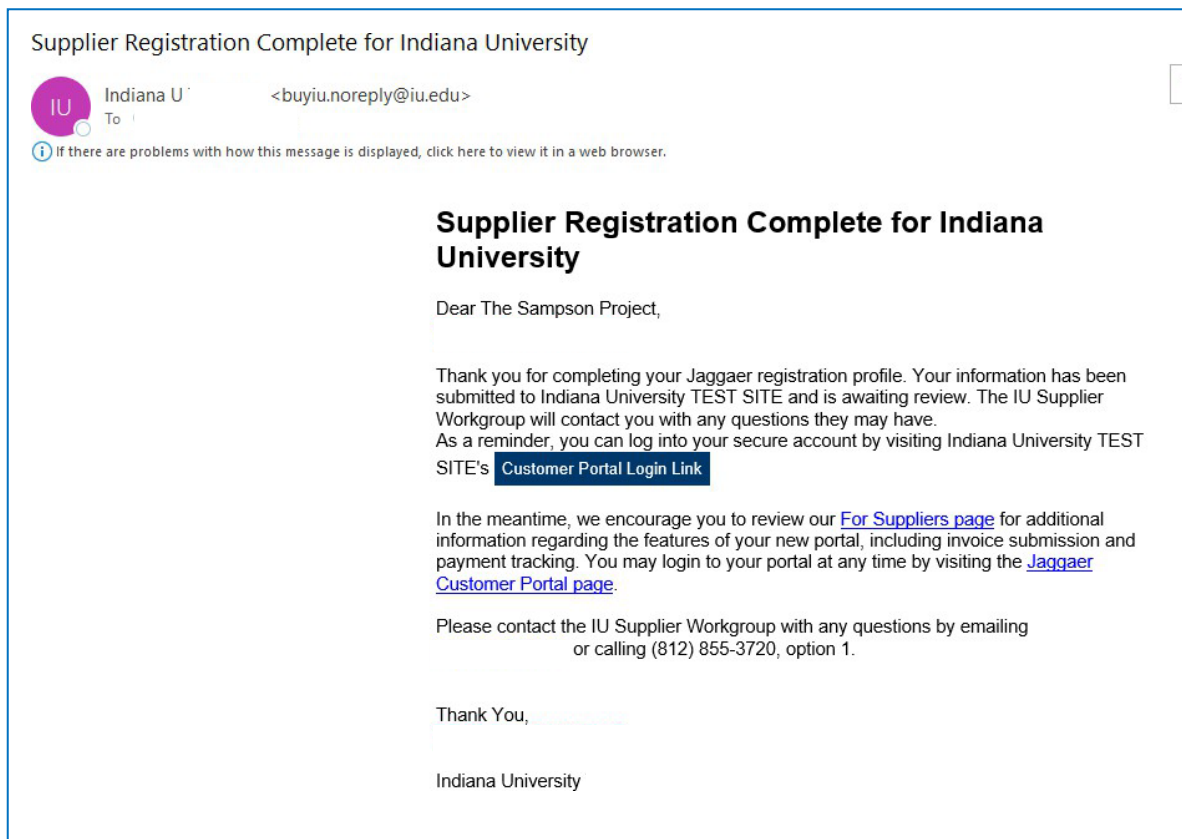 Supplier Registration Complete for Indiana University
IU
Indiana U <buyiu.noreply@iu.edu>
To
If there are problems with how this message is displayed, click here to view it in a web browser.
Supplier Registration Complete for Indiana
University
Dear The Sampson Project,
Thank you for completing your Jaggaer registration profile. Your information has been
submitted to Indiana University TEST SITE and is awaiting review. The IU Supplier
Workgroup will contact you with any questions they may have.
As a reminder, you can log into your secure account by visiting Indiana University TEST
SITE's Customer Portal Login Link
In the meantime, we encourage you to review our For Suppliers page for additional
information regarding the features of your new portal, including invoice submission and
payment tracking. You may login to your portal at any time by visiting the Jaggaer
Customer Portal page.
Please contact the IU Supplier Workgroup with any questions by emailing
or calling (812) 855-3720, option 1.
Thank You,
Indiana University